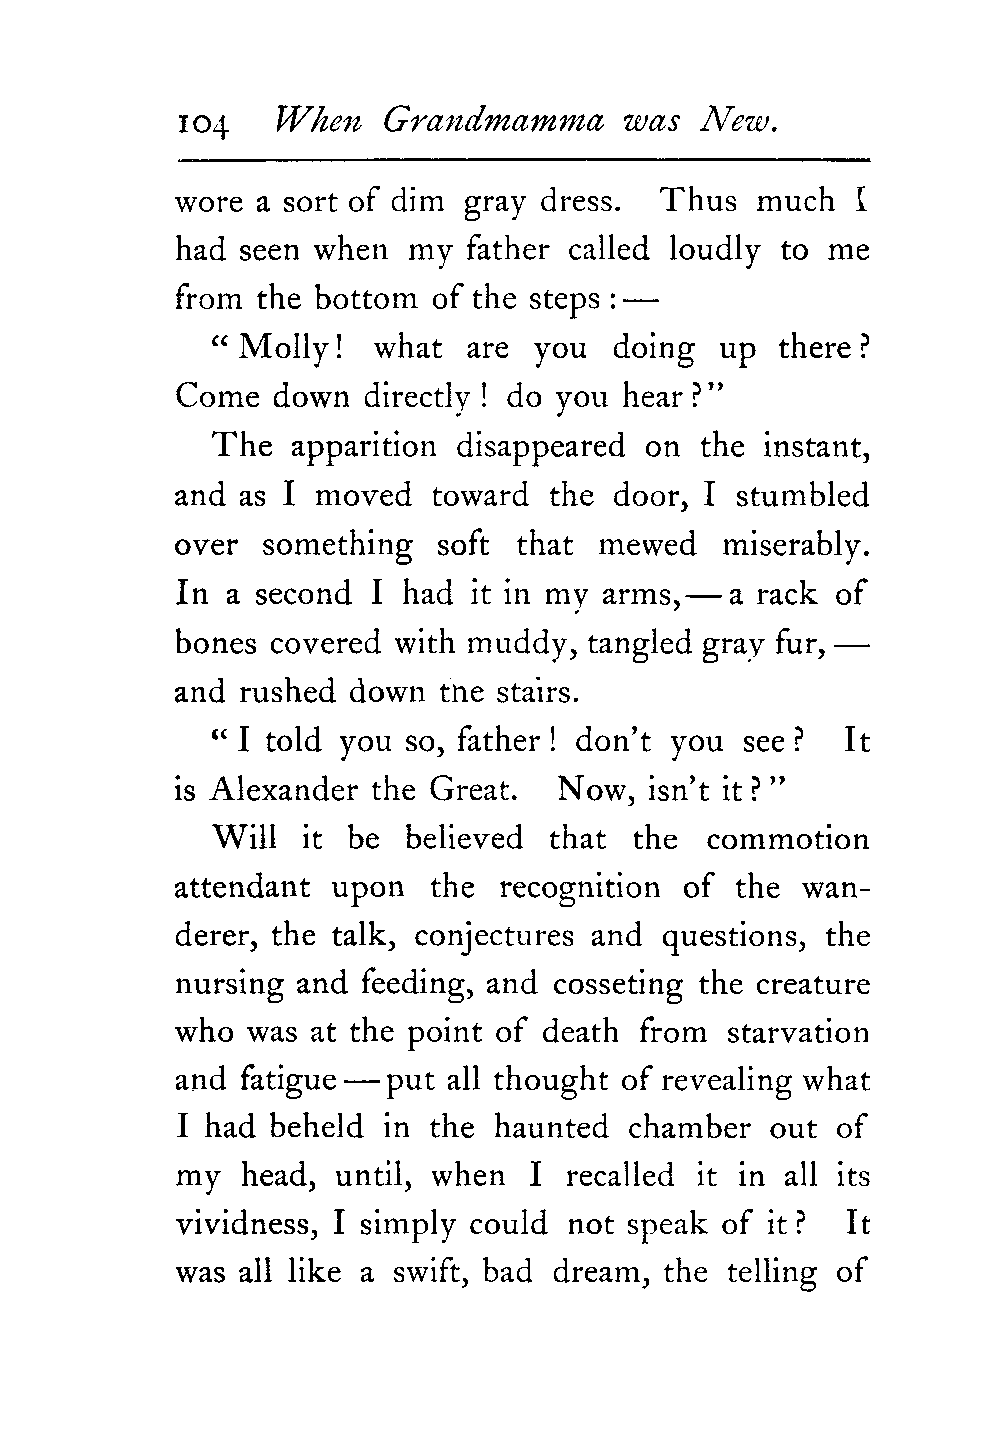 104 When Grandmamma was New.
wore a sort of dim gray dress. Thus much I
had seen when my father called loudly to me
from the bottom of the steps : —
“ Molly! what are you doing up there?
Come down directly ! do you hear ?”
The apparition disappeared on the instant,
and as I moved toward the door, I stumbled
over something soft that mewed miserably.
In a second I had it in my arms, — a rack of
bones covered with muddy, tangled gray fur, —
and rushed down the stairs.
“ I told you so, father ! don’t you see ? It
is Alexander the Great. Now, isn’t it ? ”
Will it be believed that the commotion
attendant upon the recognition of the wan-
derer, the talk, conjectures and questions, the
nursing and feeding, and cosseting the creature
who was at the point of death from starvation
and fatigue — put all thought of revealing what
I had beheld in the haunted chamber out of
my head, until, when I recalled it in all its
vividness, I simply could not speak of it ? It
was all like a swift, bad dream, the telling of